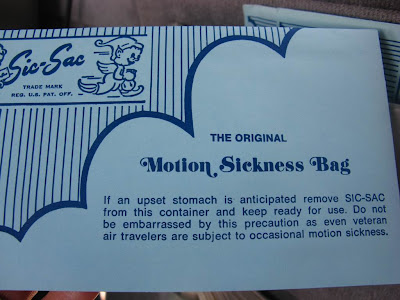 Sic-Sac
TRADE MARK
REG. U.S. PAT. OFF.
THE ORIGINAL
Motion Sickness Bag
If an upset stomach is anticipated remove SIC-SAC
from this container and keep ready for use. Do not
be embarrassed by this precaution as even veteran
air travelers are subject to occasional motion sickness.